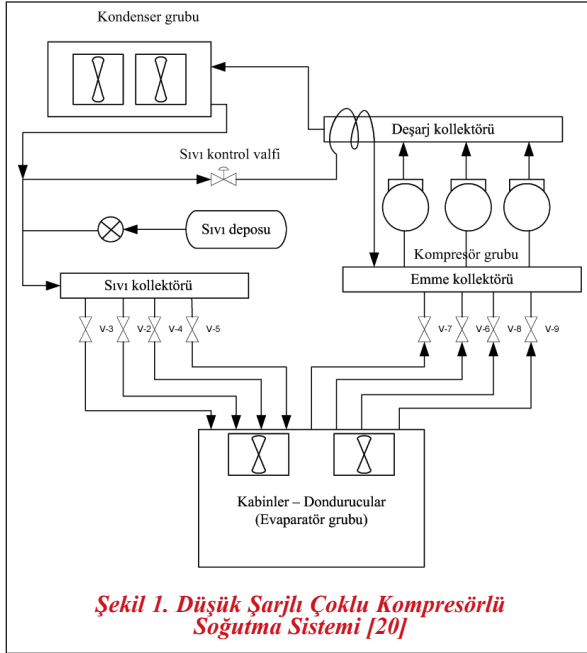 Kondenser grubu
Deşarj kollektörü
Sıvı kontrol valfi
Sıvı deposu
Kompresör grubu
Sıvı kollektörü
Emme kollektörü
V-3
V-2
V-4
V-5
V-7
V-6
V-8
V-9
Kabinler – Dondurucular
(Evaparatör grubu)
Şekil 1. Düşük Şarjlı Çoklu Kompresörlü
Soğutma Sistemi [20]